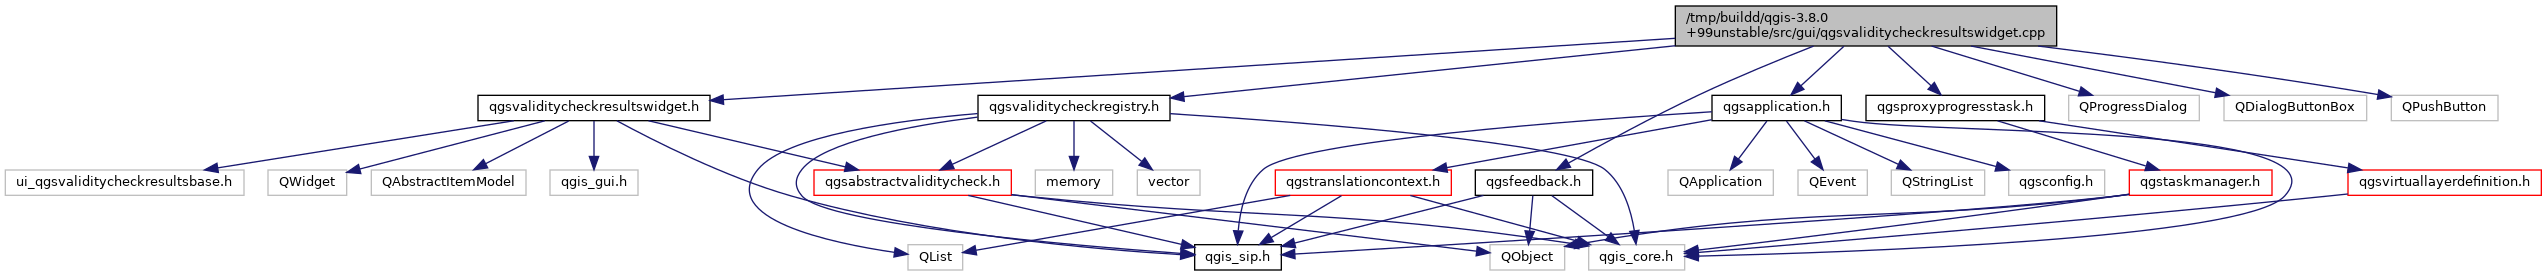 /tmp/buildd/qgis-3.8.0
+99unstable/src/gui/qgsvaliditycheckresultswidget.cpp
qgsvaliditycheckresultswidget.h
qgsvaliditycheckregistry.h
qgsapplication.h
qgsproxyprogresstask.h
QProgressDialog
QDialogButtonBox
QPushButton
ui_qgsvaliditycheckresultsbase.h
QWidget
QAbstractItemModel
qgis_gui.h
qgsabstractvaliditycheck.h
memory
vector
qgstranslationcontext.h
qgsfeedback.h
QApplication
QEvent
QStringList
qgsconfig.h
qgstaskmanager.h
qgsvirtuallayerdefinition.h
QList
qgis_sip.h
QObject
qgis_core.h